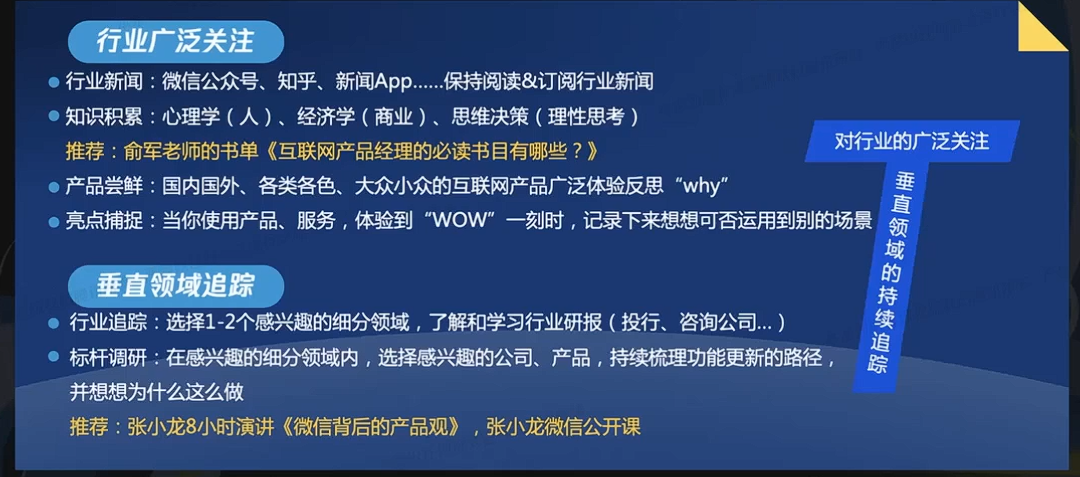 行业广泛关注
行业新闻：微信公众号、知乎、新闻App……保持阅读&订阅行业新闻
知识积累：心理学（人）、经济学（商业）、思维决策（理性思考）
推荐：俞军老师的书单《互联网产品经理的必读书目有哪些？》
产品尝鲜：国内国外、各类各色、大众小众的互联网产品广泛体验反思“why”
亮点捕捉：当你使用产品、服务，体验到“WOW”一刻时，记录下来想想可否运用到别的场景
垂直领域追踪
行业追踪：选择1-2个感兴趣的细分领域，了解和学习行业研报（投行、咨询公司...）
标杆调研：在感兴趣的细分领域内，选择感兴趣的公司、产品，持续梳理功能更新的路径，
并想想为什么这么做
推荐：张小龙8小时演讲《微信背后的产品观》，张小龙微信公开课
对行业的广泛关注
垂直领域的持续追踪